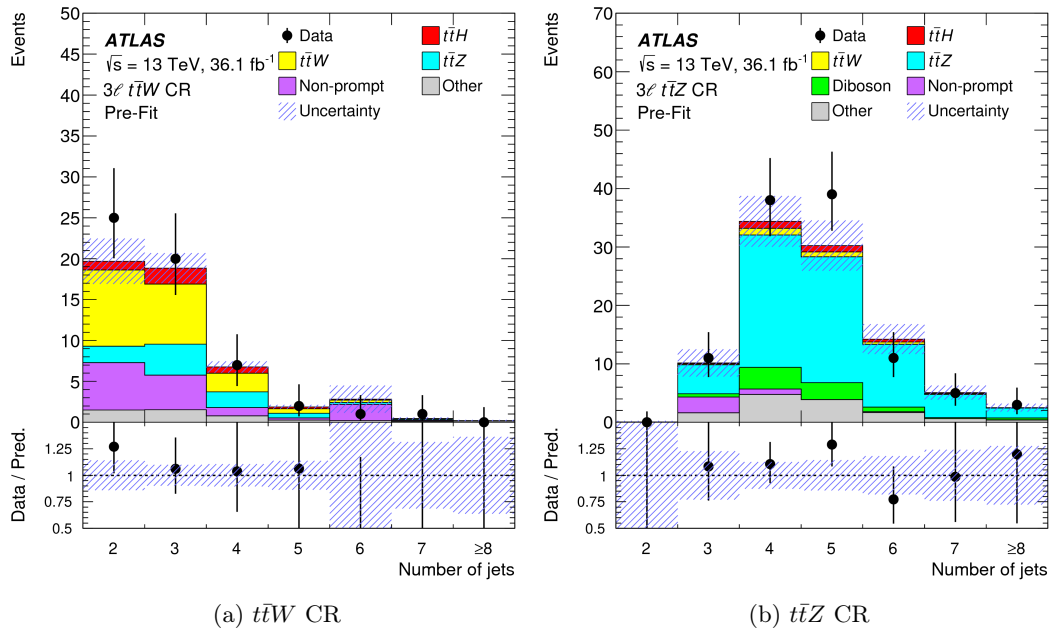 Events
50
45
40
35
30
25
20
15
10
5
0
ATLAS
√s = 13 TeV, 36.1 fb⁻¹
3ℓ tt̄W CR
Pre-Fit
Data
tt̄H
tt̄W
tt̄Z
Non-prompt
Other
Uncertainty
Data / Pred.
1.25
1
0.75
0.5
2 3 4 5 6 7 ≥8
Number of jets
(a) tt̄W CR
Events
70
60
50
40
30
20
10
0
ATLAS
√s = 13 TeV, 36.1 fb⁻¹
3ℓ tt̄Z CR
Pre-Fit
Data
tt̄H
tt̄W
tt̄Z
Diboson
Non-prompt
Other
Uncertainty
Data / Pred.
1.25
1
0.75
0.5
2 3 4 5 6 7 ≥8
Number of jets
(b) tt̄Z CR